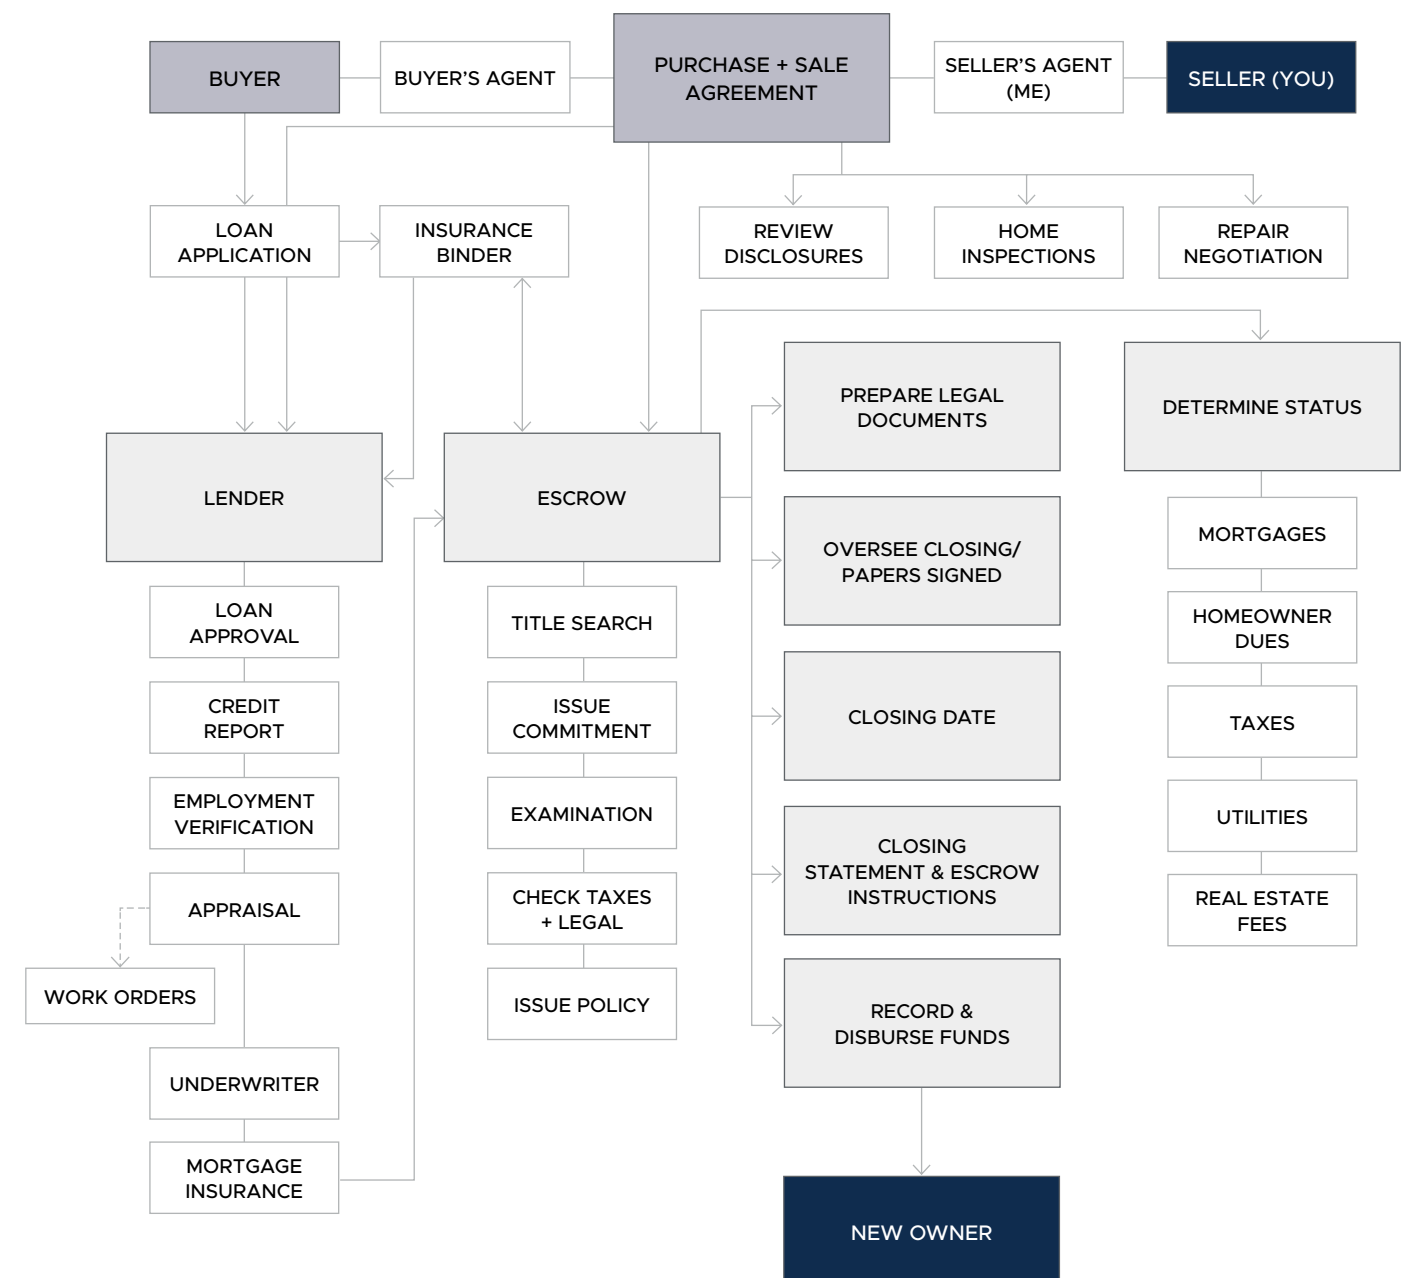 BUYER
BUYER’S AGENT
PURCHASE + SALE
AGREEMENT
SELLER’S AGENT
(ME)
SELLER (YOU)
LOAN
APPLICATION
INSURANCE
BINDER
REVIEW
DISCLOSURES
HOME
INSPECTIONS
REPAIR
NEGOTIATION
LENDER
ESCROW
PREPARE LEGAL
DOCUMENTS
DETERMINE STATUS
OVERSEE CLOSING/
PAPERS SIGNED
CLOSING DATE
CLOSING
STATEMENT & ESCROW
INSTRUCTIONS
RECORD &
DISBURSE FUNDS
NEW OWNER
LOAN
APPROVAL
CREDIT
REPORT
EMPLOYMENT
VERIFICATION
APPRAISAL
WORK ORDERS
UNDERWRITER
MORTGAGE
INSURANCE
TITLE SEARCH
ISSUE
COMMITMENT
EXAMINATION
CHECK TAXES
+ LEGAL
ISSUE POLICY
MORTGAGES
HOMEOWNER
DUES
TAXES
UTILITIES
REAL ESTATE
FEES